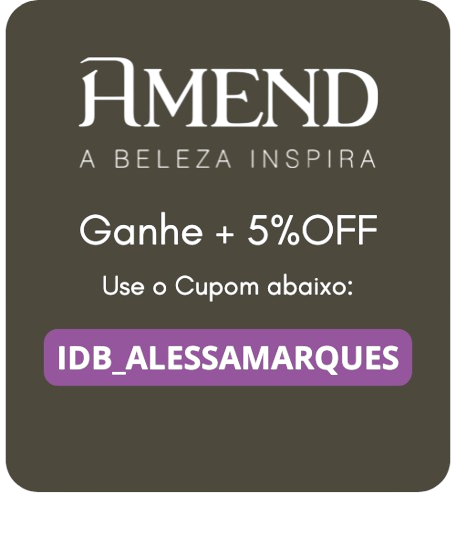 AMEND
A BELEZA INSPIRA
Ganhe + 5%OFF
Use o Cupom abaixo:
IDB_ALESSAMARQUES